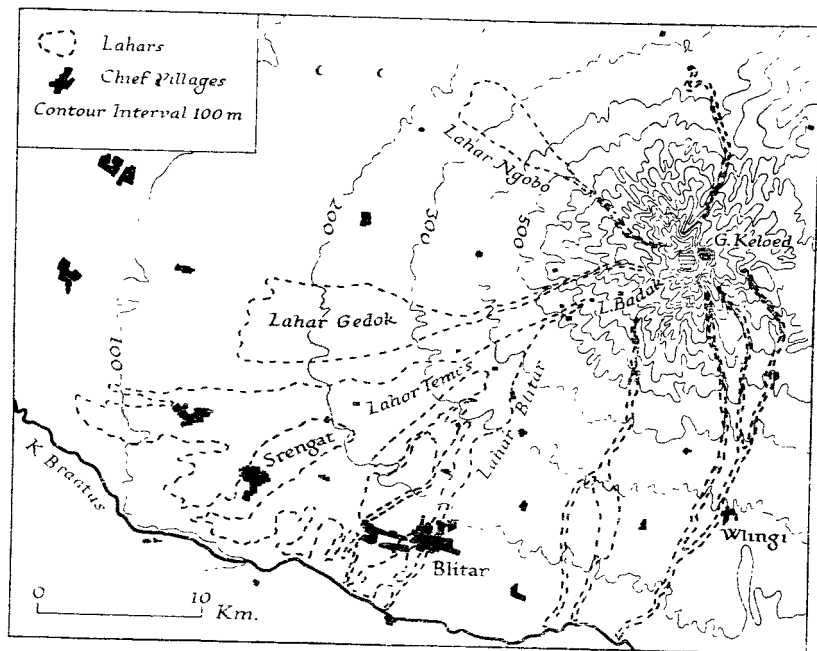 Lahars
Chief Villages
Contour Interval 100 m
Lahar Ngobo
200
300
500
G. Keloed
L. Badak
Lahar Gedok
100
Lahar Temes
Lahar Blitar
Srengat
K. Brantas
Wlingi
Blitar
0 10
Km.